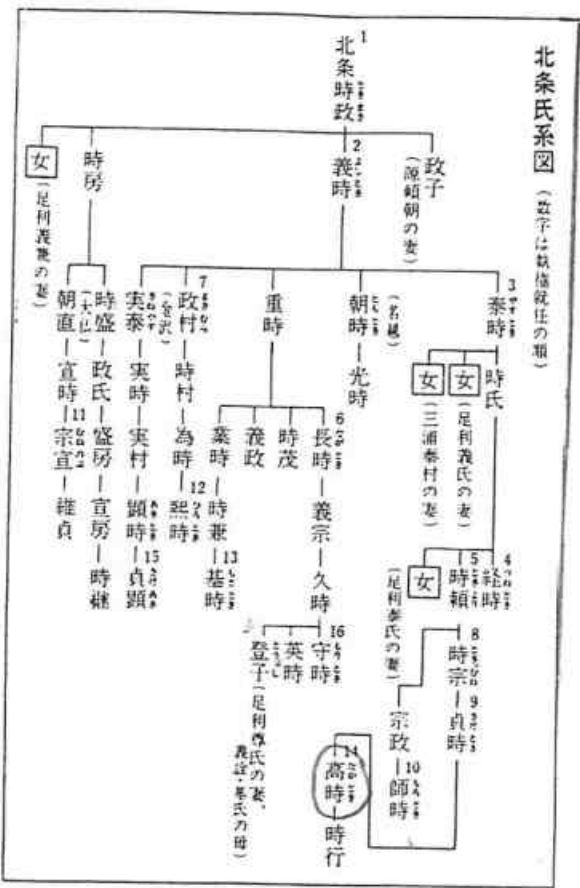 北条氏系図（数字は執権就任の順）
1 北条時政
政子（源頼朝の妻）
2 義時
時房
女（足利義兼の妻）
3 泰時
時氏
女（足利義氏の妻）
女（三浦泰村の妻）
4 経時
5 時頼
女（足利泰氏の妻）
8 時宗
9 貞時
宗政
10 師時
14 高時
時行
朝時（名越）
光時
重時
6 長時
義宗
久時
16 守時
英時
登子（足利尊氏の妻、義詮・基氏の母）
時茂
義政
業時
時兼
13 基時
7 政村
時村
為時
12 熙時
実泰（金沢）
実時
実村
顕時
15 貞顕
時盛
政氏
盛房
宣房
時継
朝直（大仏）
宣時
11 宗宣
維貞